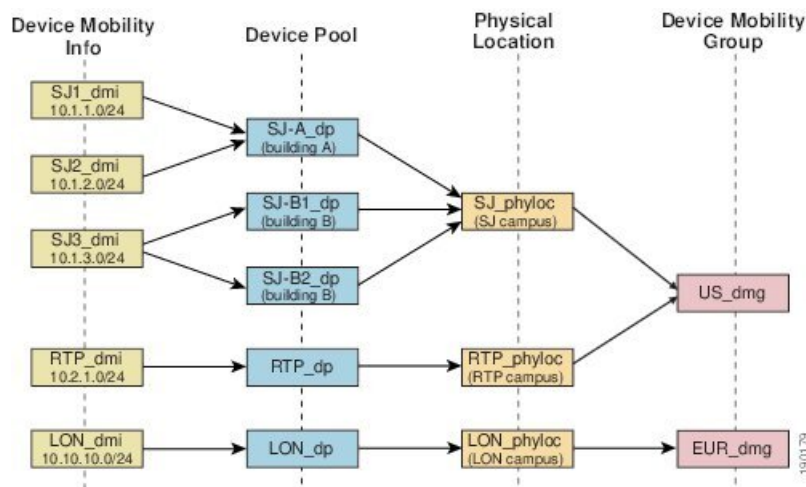 Device Mobility
Info
Device Pool
Physical
Location
Device Mobility
Group
SJ1_dmi
10.1.1.0/24
SJ2_dmi
10.1.2.0/24
SJ3_dmi
10.1.3.0/24
RTP_dmi
10.2.1.0/24
LON_dmi
10.10.10.0/24
SJ-A_dp
(building A)
SJ-B1_dp
(building B)
SJ-B2_dp
(building B)
RTP_dp
LON_dp
SJ_phyloc
(SJ campus)
RTP_phyloc
(RTP campus)
LON_phyloc
(LON campus)
US_dmg
EUR_dmg
190179